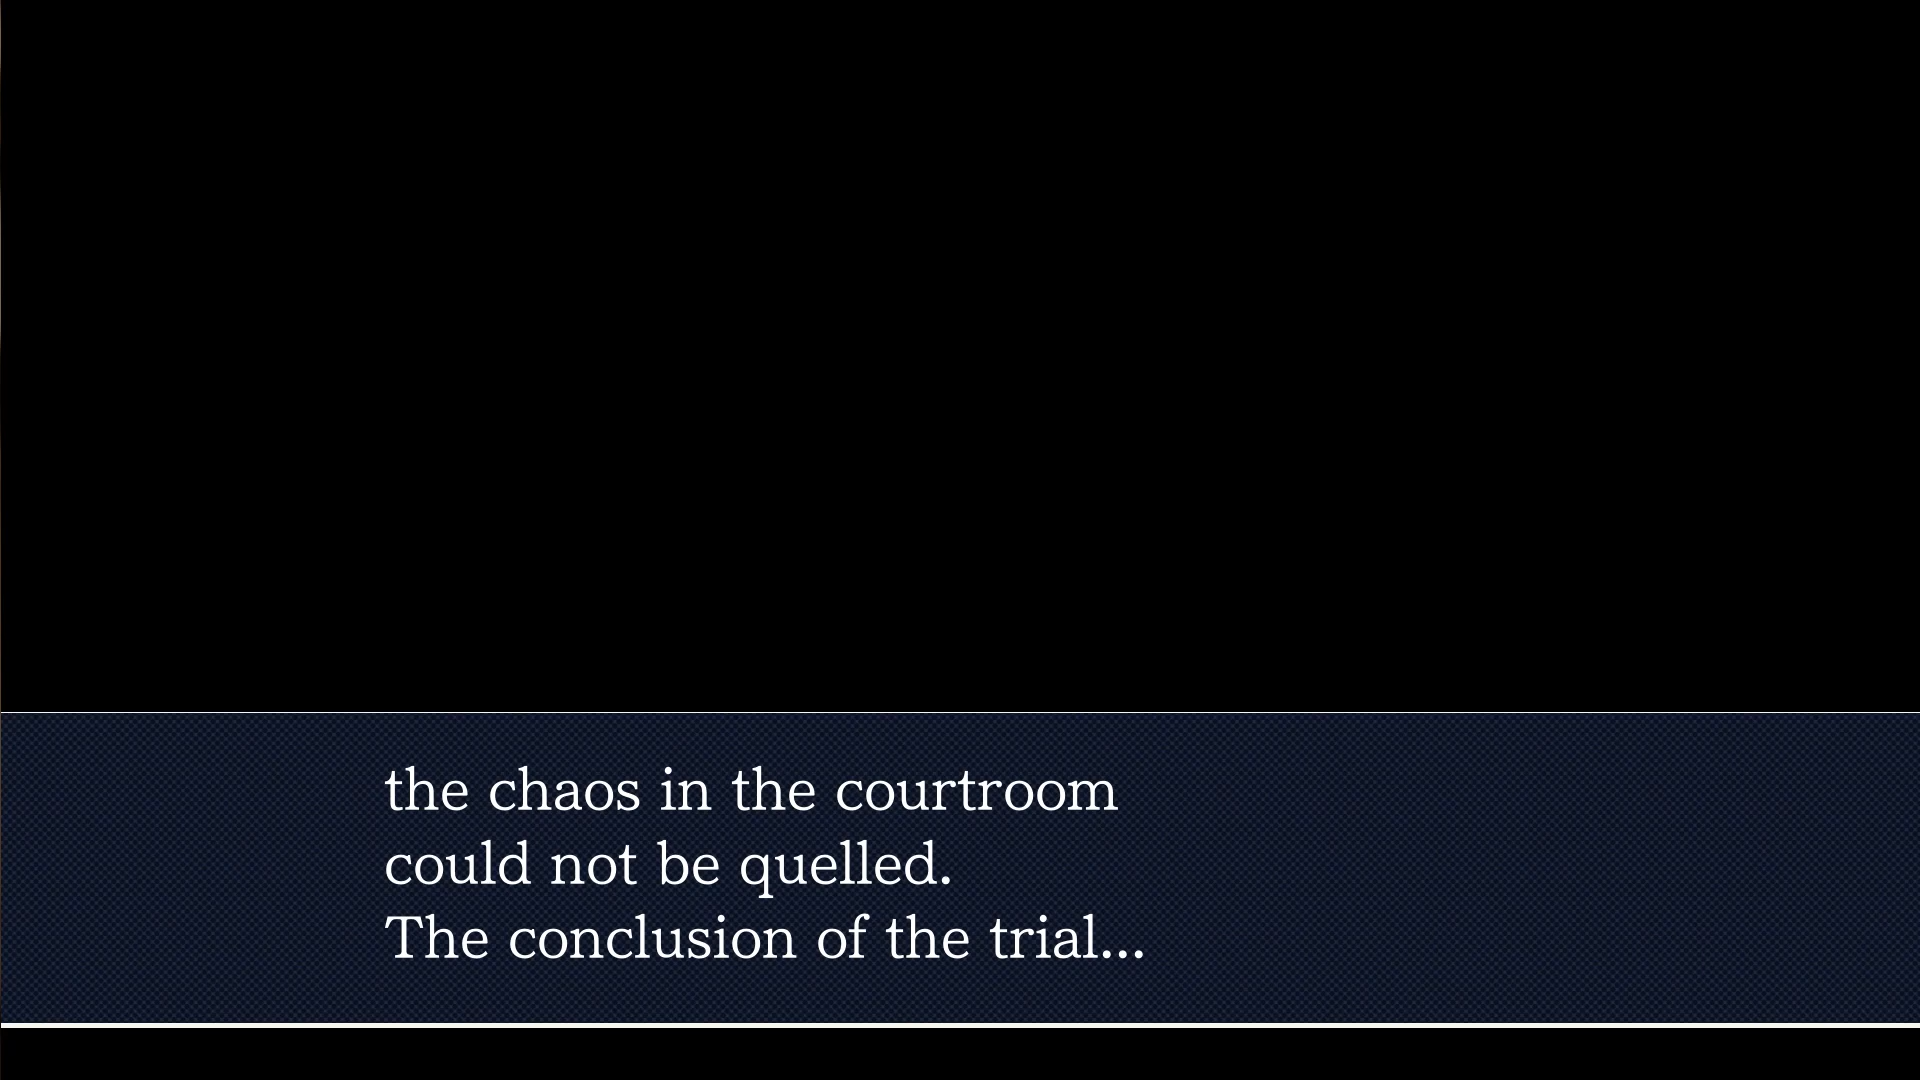 the chaos in the courtroom
could not be quelled.
The conclusion of the trial...